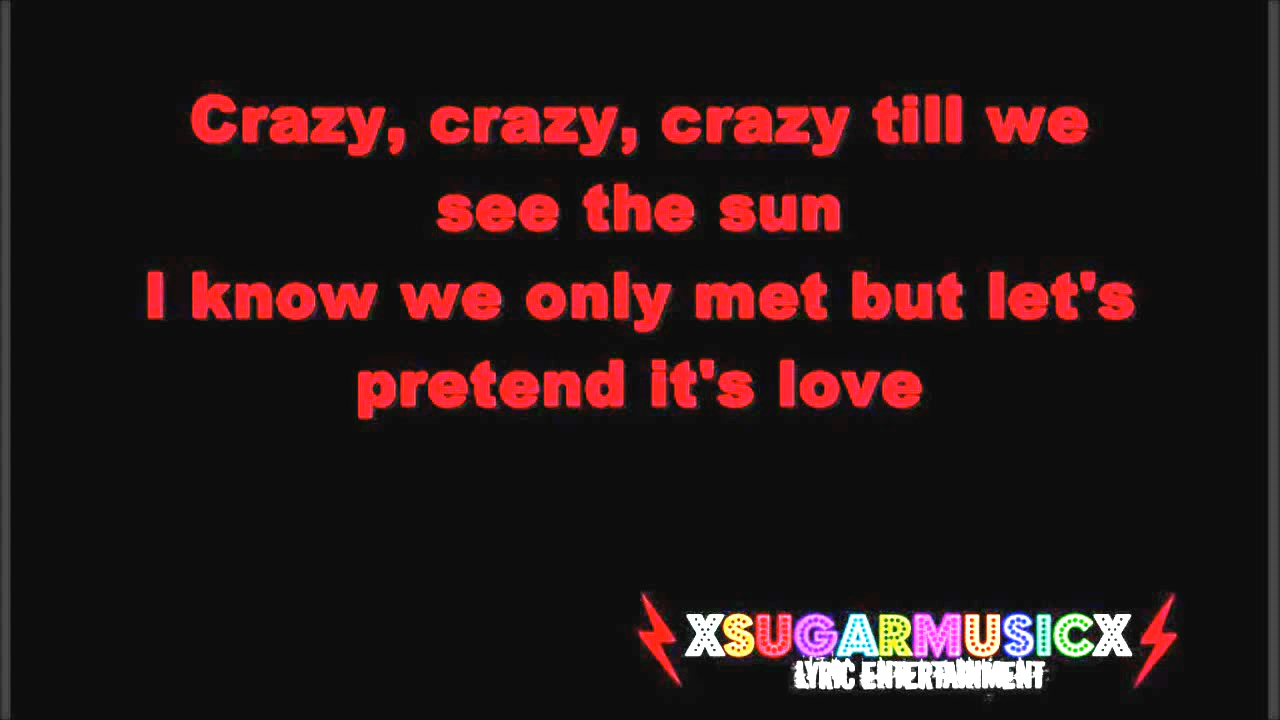 Crazy, crazy, crazy till we
see the sun
I know we only met but let's
pretend it's love
XSUGARMUSICX
LYRIC ENTERTAINMENT